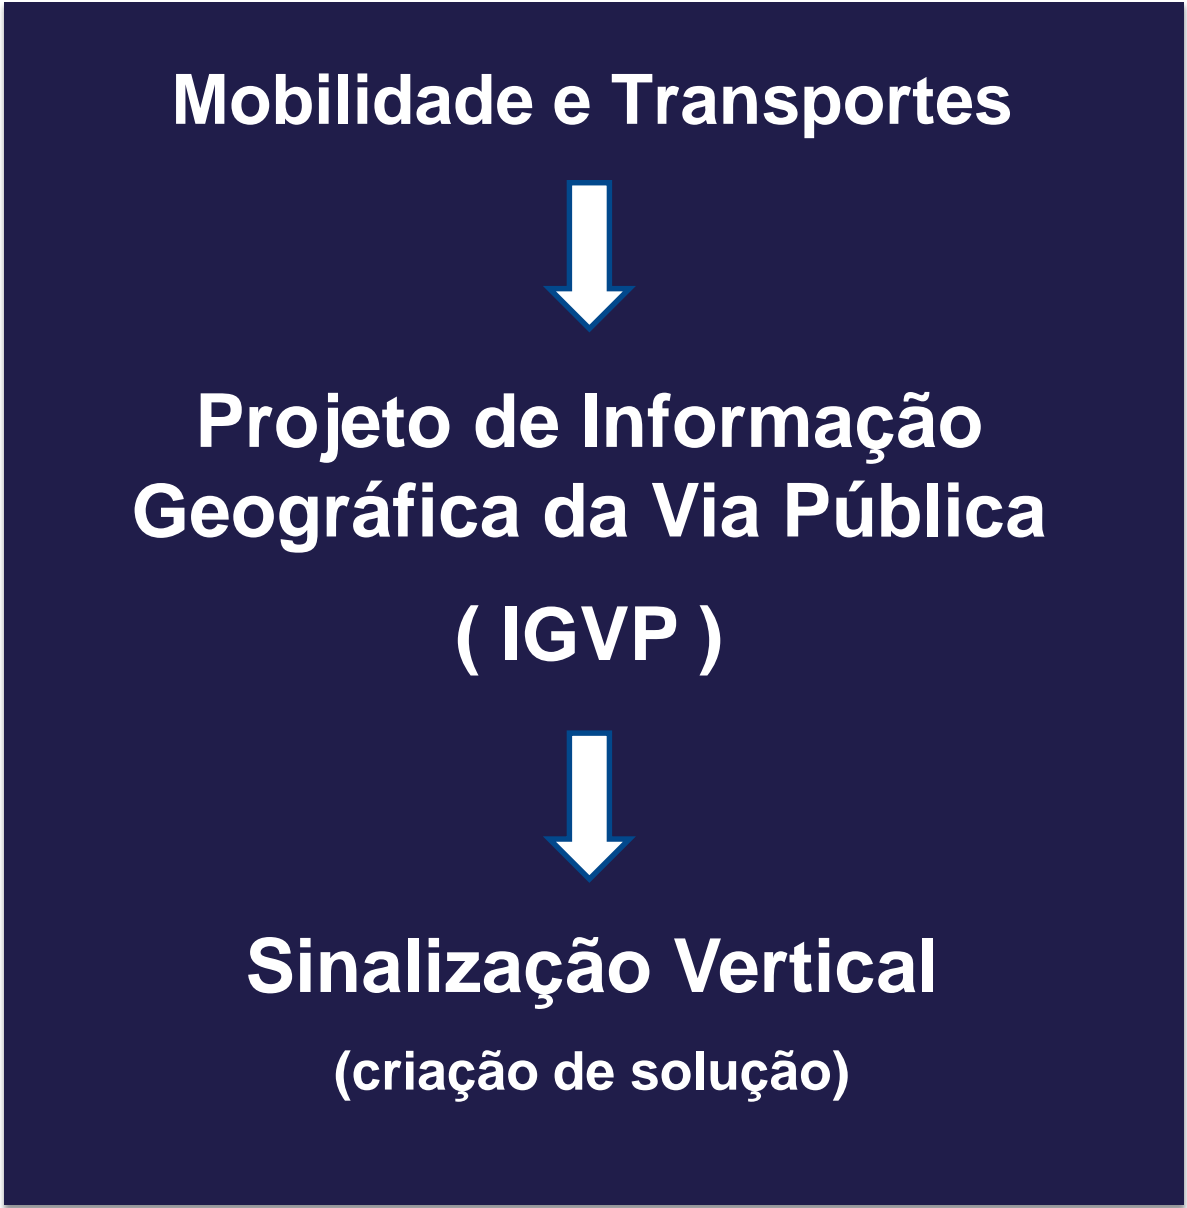 Mobilidade e Transportes
Projeto de Informação
Geográfica da Via Pública
( IGVP )
Sinalização Vertical
(criação de solução)